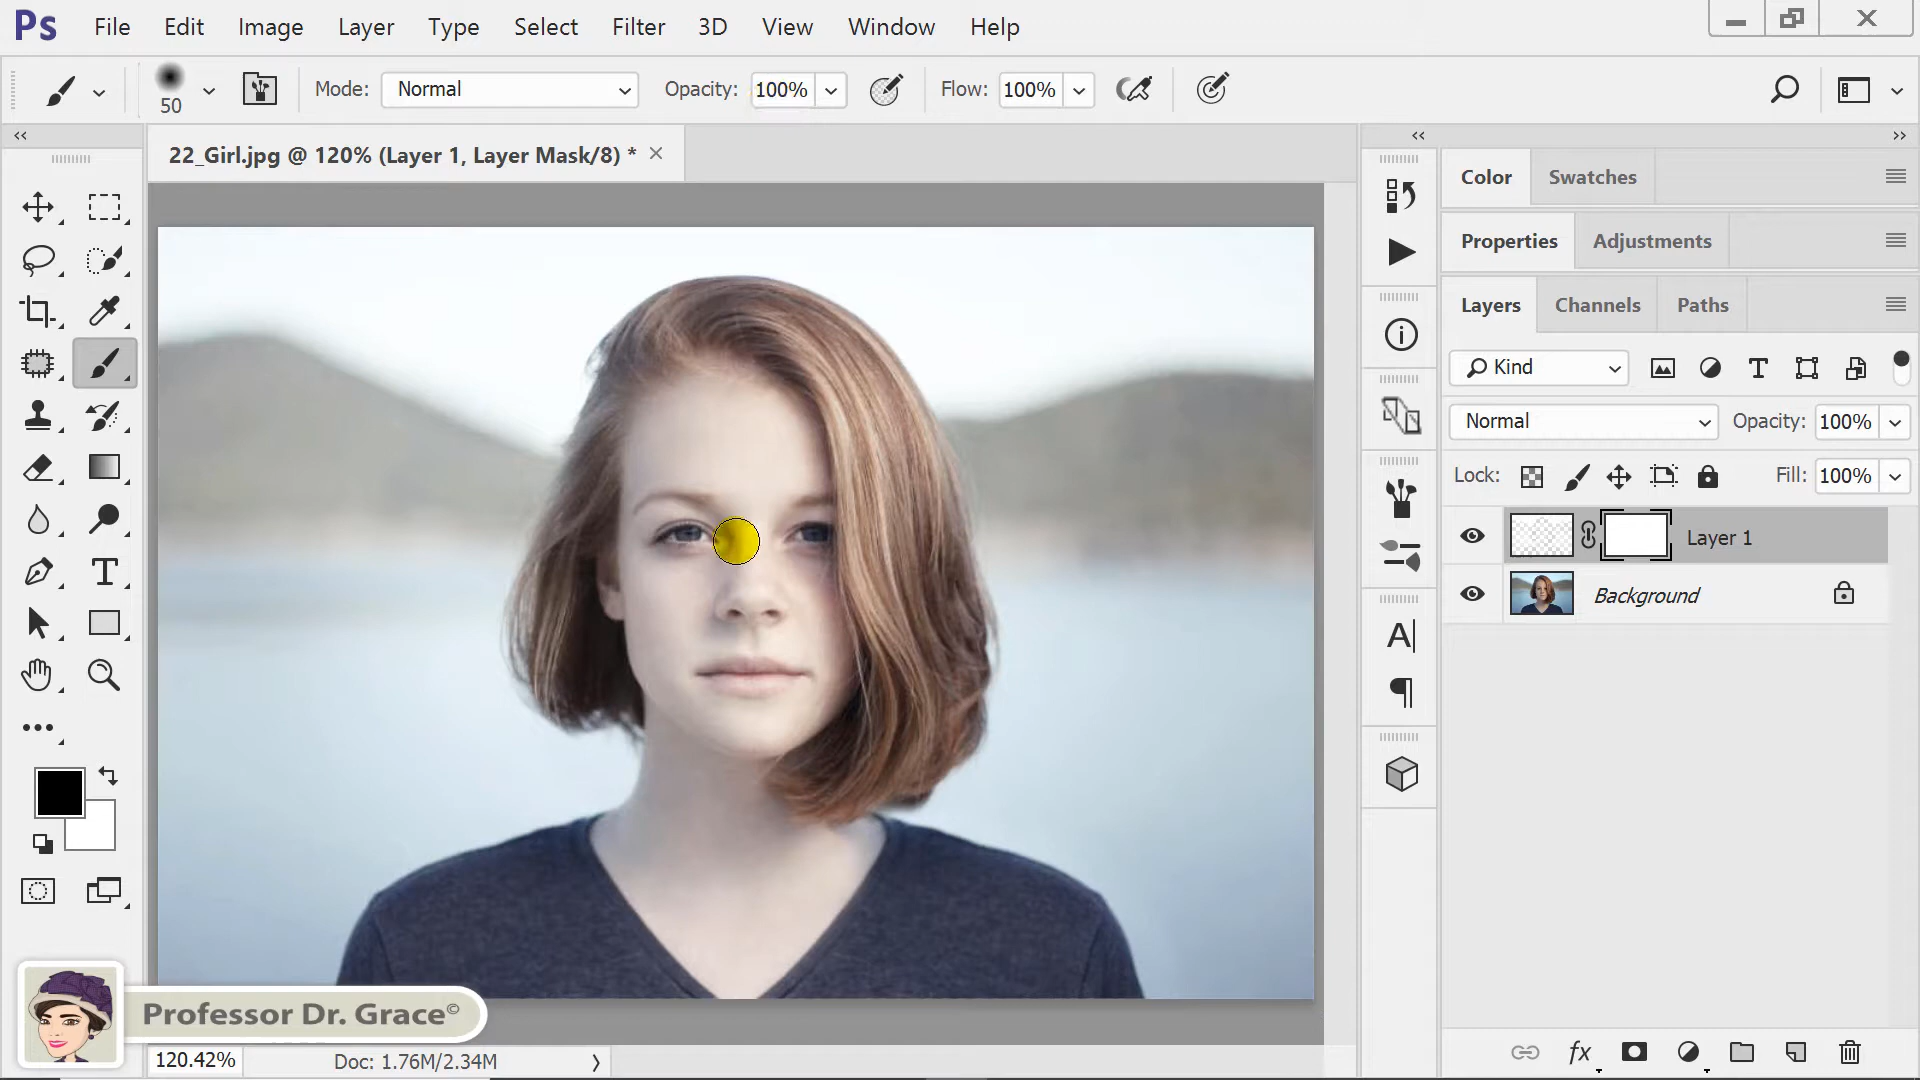 Ps File Edit Image Layer Type Select Filter 3D View Window Help
50 Mode: Normal Opacity: 100% Flow: 100%
22_Girl.jpg @ 120% (Layer 1, Layer Mask/8) *
Color Swatches
Properties Adjustments
Layers Channels Paths
Kind
Normal Opacity: 100%
Lock: Fill: 100%
Layer 1
Background
Professor Dr. Grace©
120.42% Doc: 1.76M/2.34M
fx